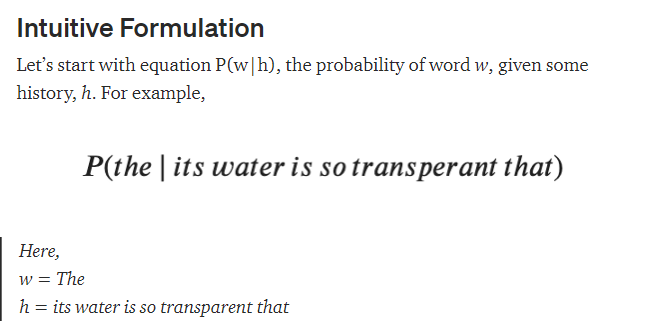 Intuitive Formulation
Let’s start with equation P(w|h), the probability of word w, given some
history, h. For example,
P(the | its water is so transperant that)
Here,
w = The
h = its water is so transparent that